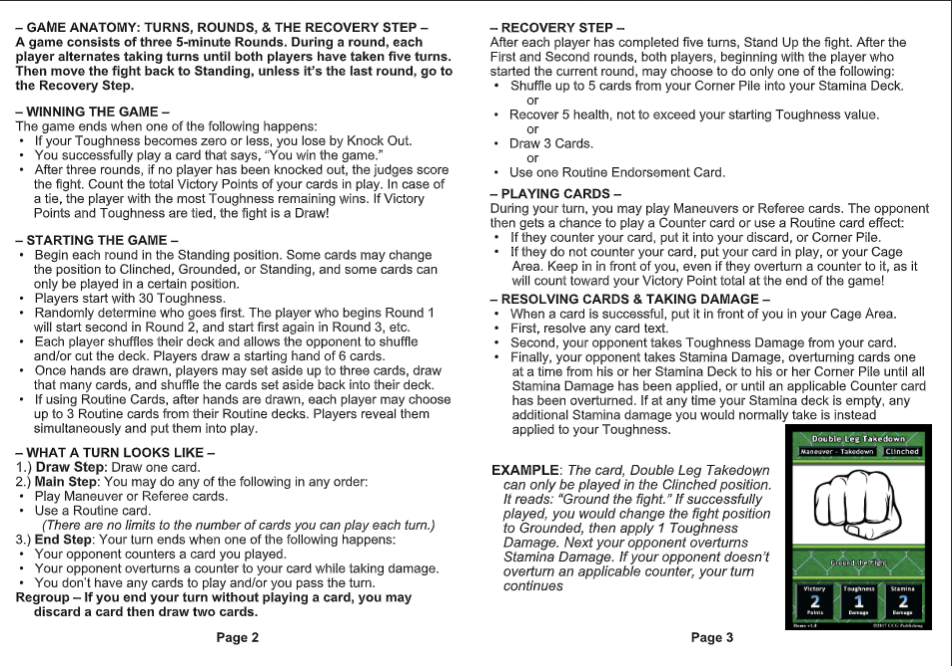 – GAME ANATOMY: TURNS, ROUNDS, & THE RECOVERY STEP –
A game consists of three 5-minute Rounds. During a round, each
player alternates taking turns until both players have taken five turns.
Then move the fight back to Standing, unless it's the last round, go to
the Recovery Step.
– WINNING THE GAME –
The game ends when one of the following happens:
• If your Toughness becomes zero or less, you lose by Knock Out.
• You successfully play a card that says, "You win the game."
• After three rounds, if no player has been knocked out, the judges score
the fight. Count the total Victory Points of your cards in play. In case of
a tie, the player with the most Toughness remaining wins. If Victory
Points and Toughness are tied, the fight is a Draw!
– STARTING THE GAME –
• Begin each round in the Standing position. Some cards may change
the position to Clinched, Grounded, or Standing, and some cards can
only be played in a certain position.
• Players start with 30 Toughness.
• Randomly determine who goes first. The player who begins Round 1
will start second in Round 2, and start first again in Round 3, etc.
• Each player shuffles their deck and allows the opponent to shuffle
and/or cut the deck. Players draw a starting hand of 6 cards.
• Once hands are drawn, players may set aside up to three cards, draw
that many cards, and shuffle the cards set aside back into their deck.
• If using Routine Cards, after hands are drawn, each player may choose
up to 3 Routine cards from their Routine decks. Players reveal them
simultaneously and put them into play.
– WHAT A TURN LOOKS LIKE –
1.) Draw Step: Draw one card.
2.) Main Step: You may do any of the following in any order:
• Play Maneuver or Referee cards.
• Use a Routine card.
(There are no limits to the number of cards you can play each turn.)
3.) End Step: Your turn ends when one of the following happens:
• Your opponent counters a card you played.
• Your opponent overturns a counter to your card while taking damage.
• You don't have any cards to play and/or you pass the turn.
Regroup – If you end your turn without playing a card, you may
discard a card then draw two cards.
Page 2
– RECOVERY STEP –
After each player has completed five turns, Stand Up the fight. After the
First and Second rounds, both players, beginning with the player who
started the current round, may choose to do only one of the following:
• Shuffle up to 5 cards from your Corner Pile into your Stamina Deck.
or
• Recover 5 health, not to exceed your starting Toughness value.
or
• Draw 3 Cards.
or
• Use one Routine Endorsement Card.
– PLAYING CARDS –
During your turn, you may play Maneuvers or Referee cards. The opponent
then gets a chance to play a Counter card or use a Routine card effect:
• If they counter your card, put it into your discard, or Corner Pile.
• If they do not counter your card, put your card in play, or your Cage
Area. Keep in in front of you, even if they overturn a counter to it, as it
will count toward your Victory Point total at the end of the game!
– RESOLVING CARDS & TAKING DAMAGE –
• When a card is successful, put it in front of you in your Cage Area.
• First, resolve any card text.
• Second, your opponent takes Toughness Damage from your card.
• Finally, your opponent takes Stamina Damage, overturning cards one
at a time from his or her Stamina Deck to his or her Corner Pile until all
Stamina Damage has been applied, or until an applicable Counter card
has been overturned. If at any time your Stamina deck is empty, any
additional Stamina damage you would normally take is instead
applied to your Toughness.
EXAMPLE: The card, Double Leg Takedown
can only be played in the Clinched position.
It reads: "Ground the fight." If successfully
played, you would change the fight position
to Grounded, then apply 1 Toughness
Damage. Next your opponent overturns
Stamina Damage. If your opponent doesn't
overturn an applicable counter, your turn
continues
Double Leg Takedown
Maneuver - Takedown Clinched
Ground the Fight
Victory Toughness Stamina
2 1 2
Points Damage Damage
Demo v1.0 ©2017 CCG Publishing
Page 3